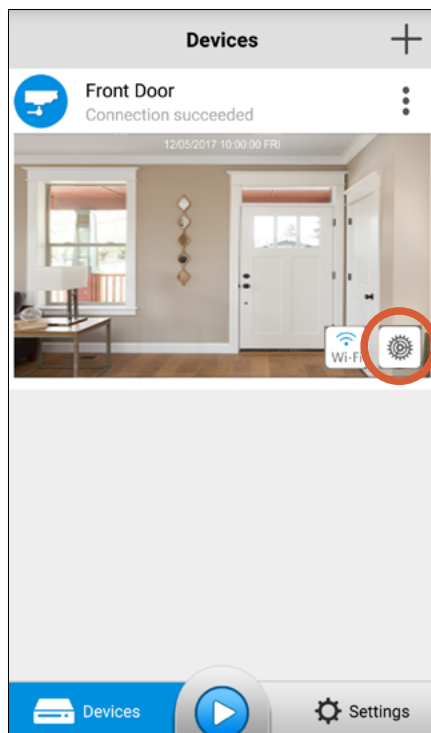 Devices
Front Door
Connection succeeded
12/05/2017 10:00:00 FRI
Wi-Fi
Devices
Settings